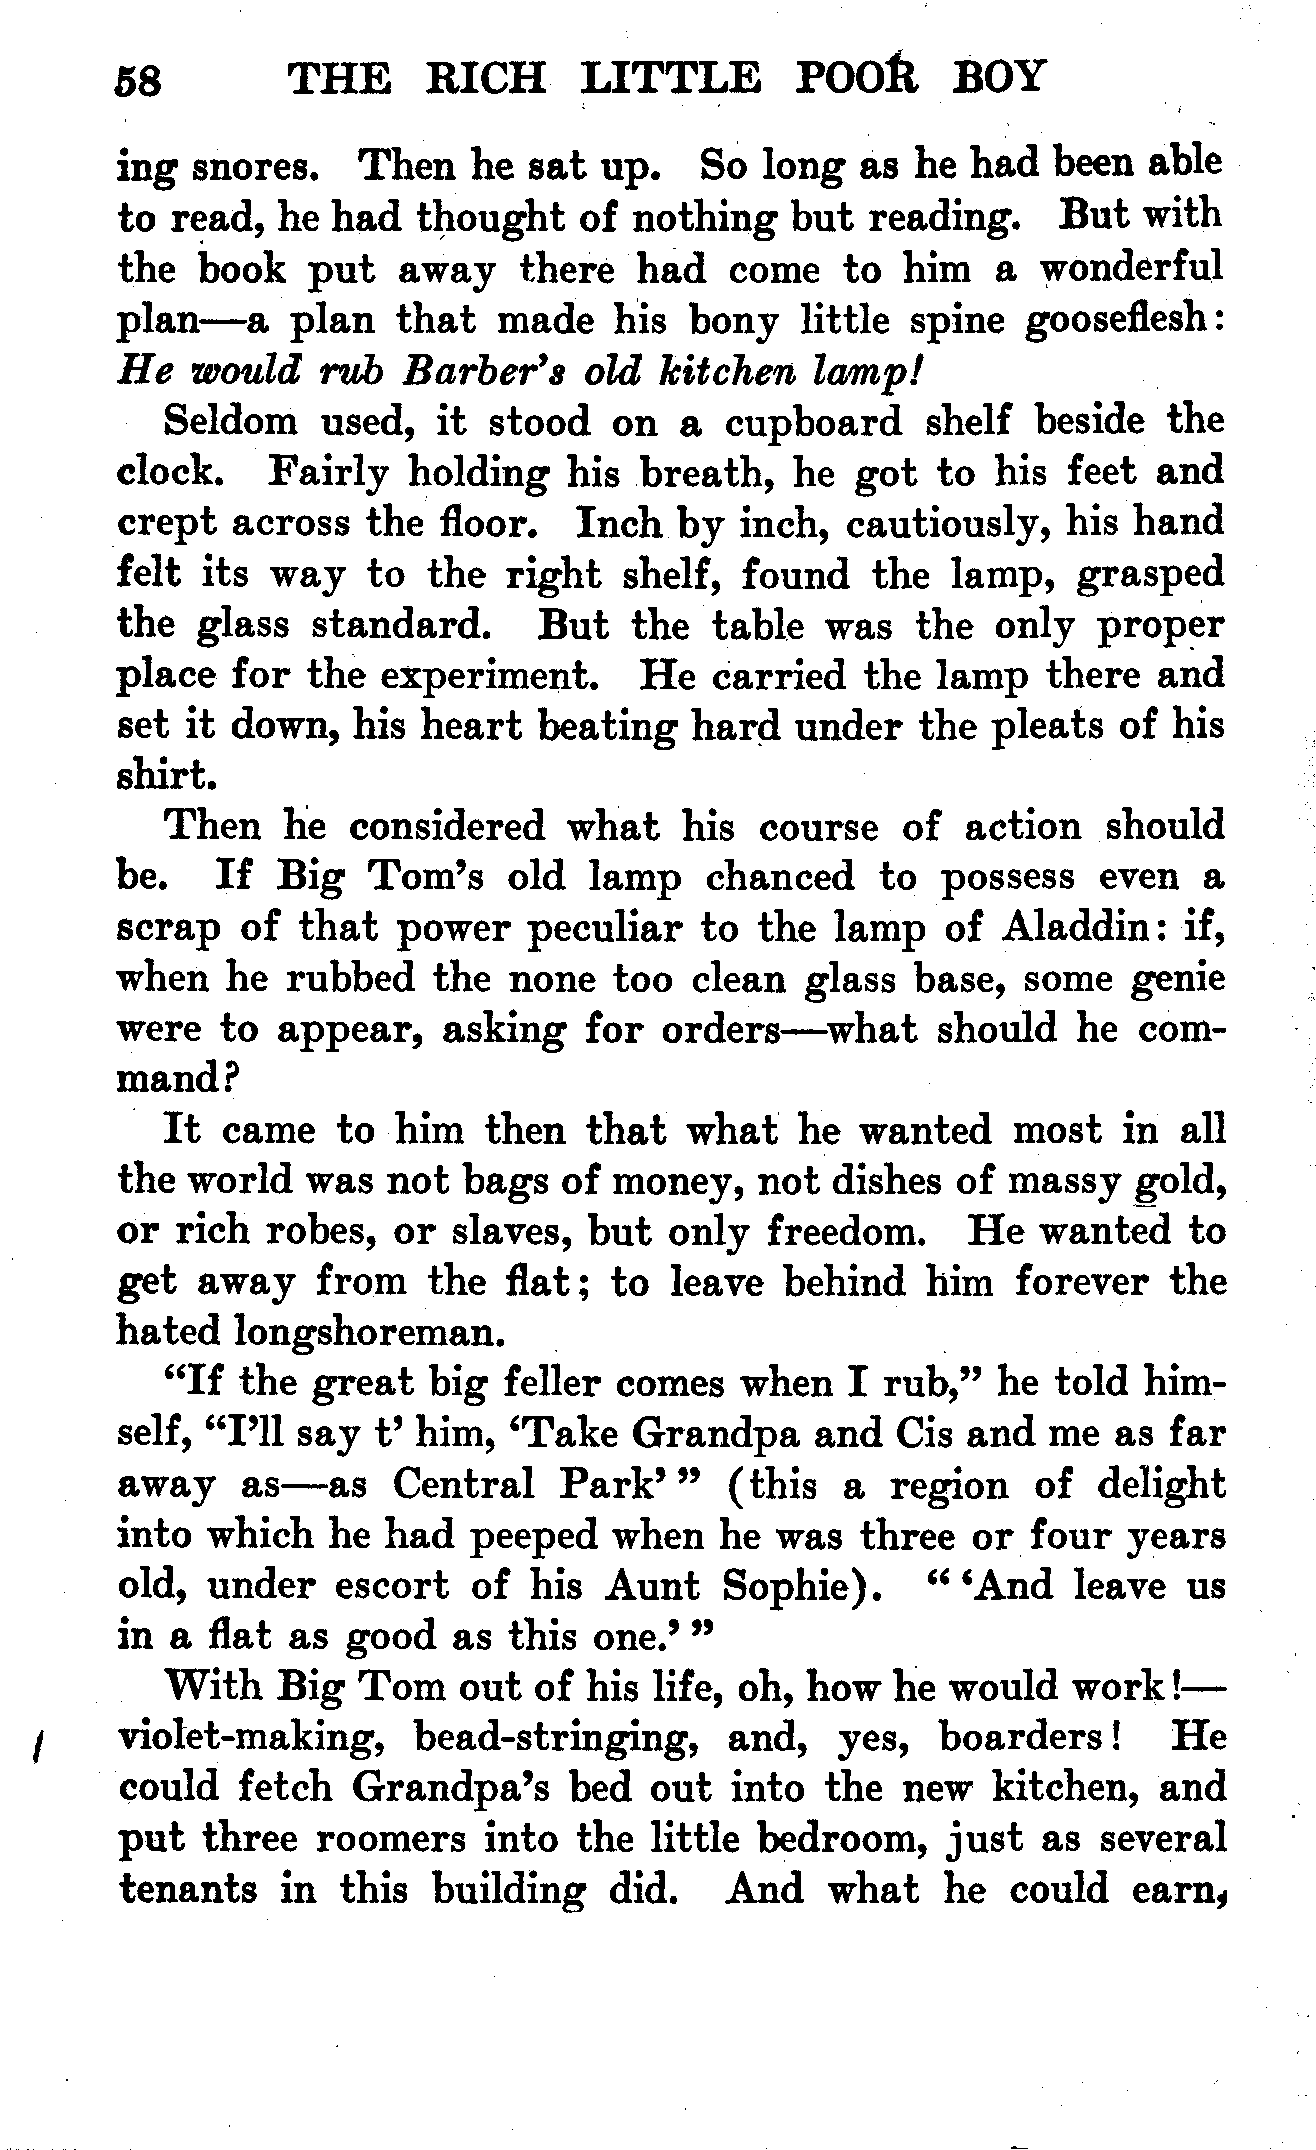 58 THE RICH LITTLE POOR BOY
ing snores. Then he sat up. So long as he had been able
to read, he had thought of nothing but reading. But with
the book put away there had come to him a wonderful
plan—a plan that made his bony little spine gooseflesh:
He would rub Barber's old kitchen lamp!
Seldom used, it stood on a cupboard shelf beside the
clock. Fairly holding his breath, he got to his feet and
crept across the floor. Inch by inch, cautiously, his hand
felt its way to the right shelf, found the lamp, grasped
the glass standard. But the table was the only proper
place for the experiment. He carried the lamp there and
set it down, his heart beating hard under the pleats of his
shirt.
Then he considered what his course of action should
be. If Big Tom's old lamp chanced to possess even a
scrap of that power peculiar to the lamp of Aladdin: if,
when he rubbed the none too clean glass base, some genie
were to appear, asking for orders—what should he com-
mand?
It came to him then that what he wanted most in all
the world was not bags of money, not dishes of massy gold,
or rich robes, or slaves, but only freedom. He wanted to
get away from the flat; to leave behind him forever the
hated longshoreman.
"If the great big feller comes when I rub," he told him-
self, "I'll say t' him, 'Take Grandpa and Cis and me as far
away as—as Central Park'" (this a region of delight
into which he had peeped when he was three or four years
old, under escort of his Aunt Sophie). "'And leave us
in a flat as good as this one.'"
With Big Tom out of his life, oh, how he would work!—
violet-making, bead-stringing, and, yes, boarders! He
could fetch Grandpa's bed out into the new kitchen, and
put three roomers into the little bedroom, just as several
tenants in this building did. And what he could earn,